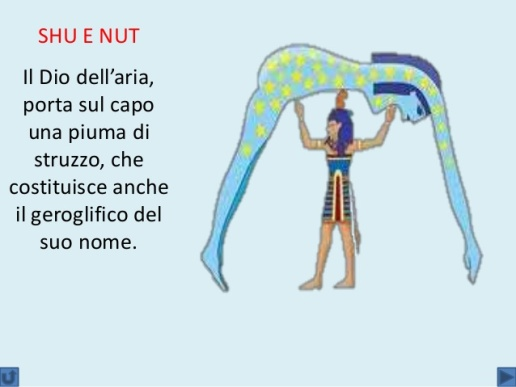 SHU E NUT
Il Dio dell’aria,
porta sul capo
una piuma di
struzzo, che
costituisce anche
il geroglifico del
suo nome.